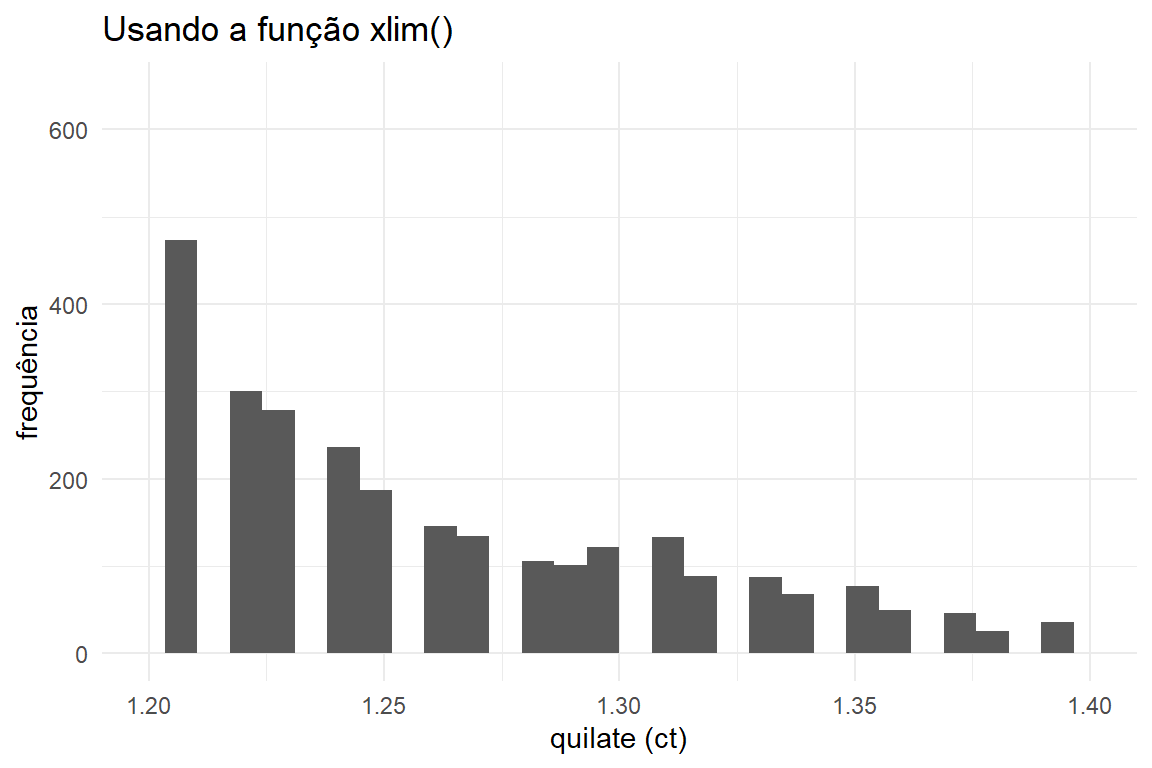 Usando a função xlim()
600
400
200
0
frequência
1.20 1.25 1.30 1.35 1.40
quilate (ct)